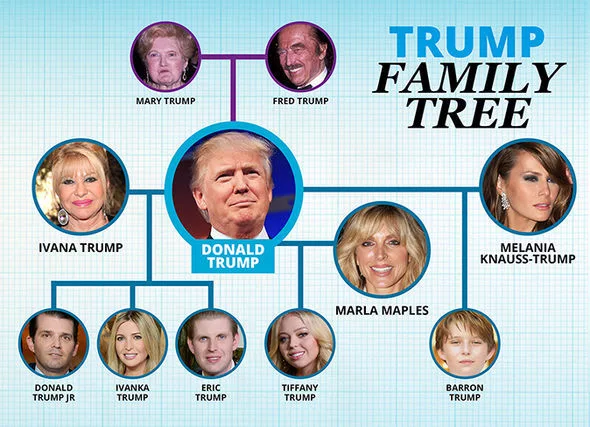 TRUMP
FAMILY
TREE
MARY TRUMP
FRED TRUMP
IVANA TRUMP
DONALD
TRUMP
MELANIA
KNAUSS-TRUMP
MARLA MAPLES
DONALD
TRUMP JR
IVANKA
TRUMP
ERIC
TRUMP
TIFFANY
TRUMP
BARRON
TRUMP